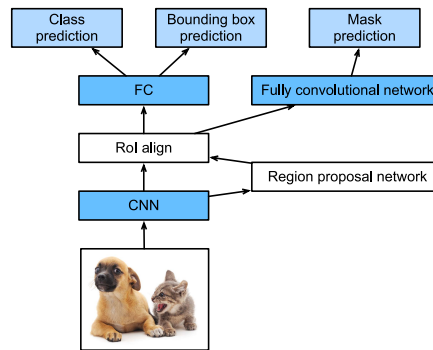 Class
prediction
Bounding box
prediction
Mask
prediction
FC
Fully convolutional network
RoI align
Region proposal network
CNN